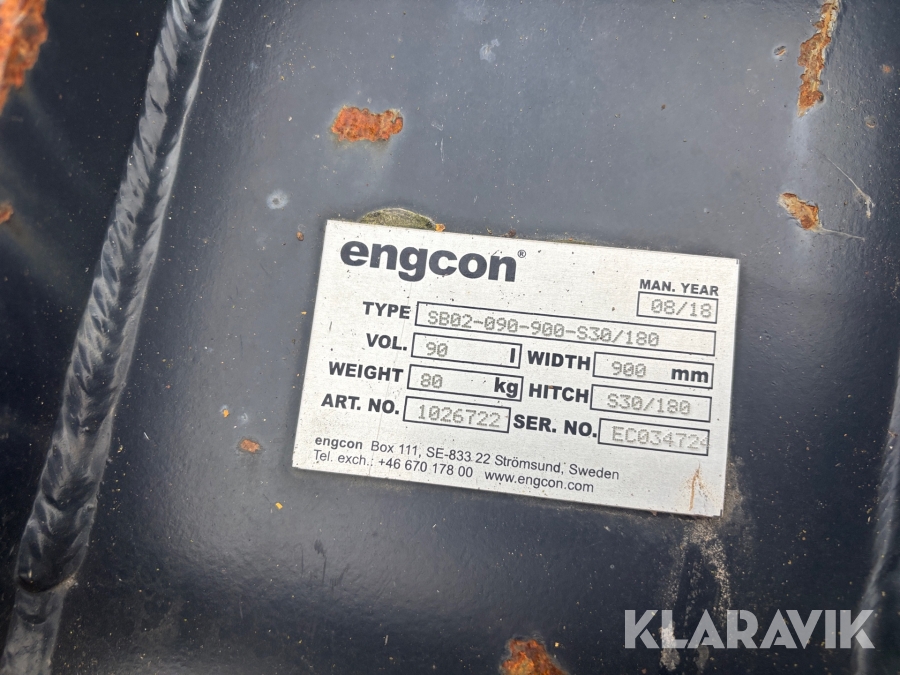 engcon®
MAN. YEAR
08/18
TYPE SB02-090-900-S30/180
VOL. 90 l WIDTH 900 mm
WEIGHT 80 kg HITCH S30/180
ART. NO. 1026722 SER. NO. EC034724
engcon Box 111, SE-833 22 Strömsund, Sweden
Tel. exch.: +46 670 178 00 www.engcon.com
KLARAVIK